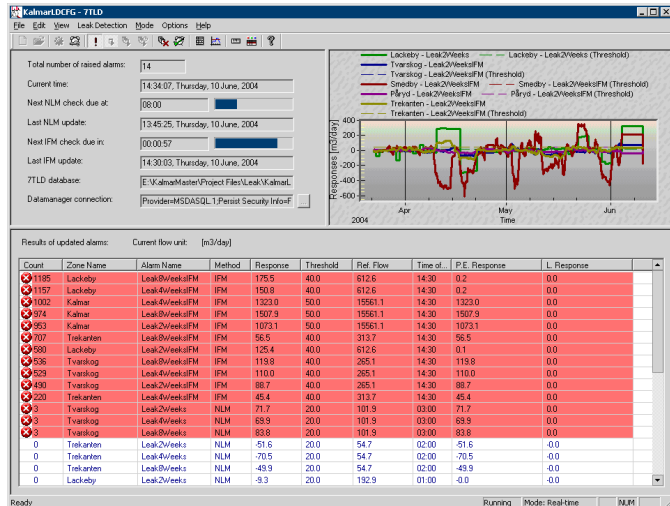 KalmarLDCFG - 7TLD
File Edit View Leak Detection Mode Options Help
Total number of raised alarms: 14
Current time: 14:34:07, Thursday, 10 June, 2004
Next NLM check due at: 08:00
Last NLM update: 13:45:25, Thursday, 10 June, 2004
Next IFM check due in: 00:00:57
Last IFM update: 14:30:03, Thursday, 10 June, 2004
7TLD database: E:\KalmarMaster\Project Files\Leak\KalmarL
Datamanager connection: Provider=MSDASQL.1;Persist Security Info=F ...
Lackeby - Leak2Weeks Lackeby - Leak2Weeks (Threshold)
Tvarskog - Leak2WeeksIFM
Tvarskog - Leak2WeeksIFM (Threshold)
Smedby - Leak2WeeksIFM Smedby - Leak2WeeksIFM (Threshold)
Påryd - Leak2WeeksIFM Påryd - Leak2WeeksIFM (Threshold)
Trekanten - Leak2WeeksIFM
Trekanten - Leak2WeeksIFM (Threshold)
Responses [m3/day]
400
200
0
-200
-400
-600
Apr May Jun
2004 Time
Results of updated alarms: Current flow unit: [m3/day]
Count Zone Name Alarm Name Method Response Threshold Ref. Flow Time of... P.E. Response L. Response
1185 Lackeby Leak8WeeksIFM IFM 175.5 40.0 612.6 14:30 0.2 0.0
1157 Lackeby Leak4WeeksIFM IFM 150.8 40.0 612.6 14:30 0.2 0.0
1002 Kalmar Leak4WeeksIFM IFM 1323.0 50.0 15561.1 14:30 1323.0 0.0
974 Kalmar Leak8WeeksIFM IFM 1507.9 50.0 15561.1 14:30 1507.9 0.0
953 Kalmar Leak2WeeksIFM IFM 1073.1 50.0 15561.1 14:30 1073.1 0.0
707 Trekanten Leak8WeeksIFM IFM 56.5 40.0 313.7 14:30 56.5 0.0
580 Lackeby Leak2WeeksIFM IFM 125.4 40.0 612.6 14:30 0.1 0.0
536 Tvarskog Leak8WeeksIFM IFM 119.8 40.0 265.1 14:30 119.8 0.0
529 Tvarskog Leak4WeeksIFM IFM 110.0 40.0 265.1 14:30 110.0 0.0
490 Tvarskog Leak2WeeksIFM IFM 88.7 40.0 265.1 14:30 88.7 0.0
220 Trekanten Leak4WeeksIFM IFM 45.4 40.0 313.7 14:30 45.4 0.0
3 Tvarskog Leak2Weeks NLM 71.7 20.0 101.9 03:00 71.7 0.0
3 Tvarskog Leak4Weeks NLM 69.9 20.0 101.9 03:00 69.9 0.0
3 Tvarskog Leak8Weeks NLM 83.8 20.0 101.9 03:00 83.8 0.0
0 Trekanten Leak2Weeks NLM -51.6 20.0 54.7 02:00 -51.6 -0.0
0 Trekanten Leak4Weeks NLM -70.5 20.0 54.7 02:00 -70.5 -0.0
0 Trekanten Leak8Weeks NLM -49.9 20.0 54.7 02:00 -49.9 -0.0
0 Lackeby Leak2Weeks NLM -9.3 20.0 192.9 01:00 -0.0 -0.0
Ready Running Mode: Real-time NUM